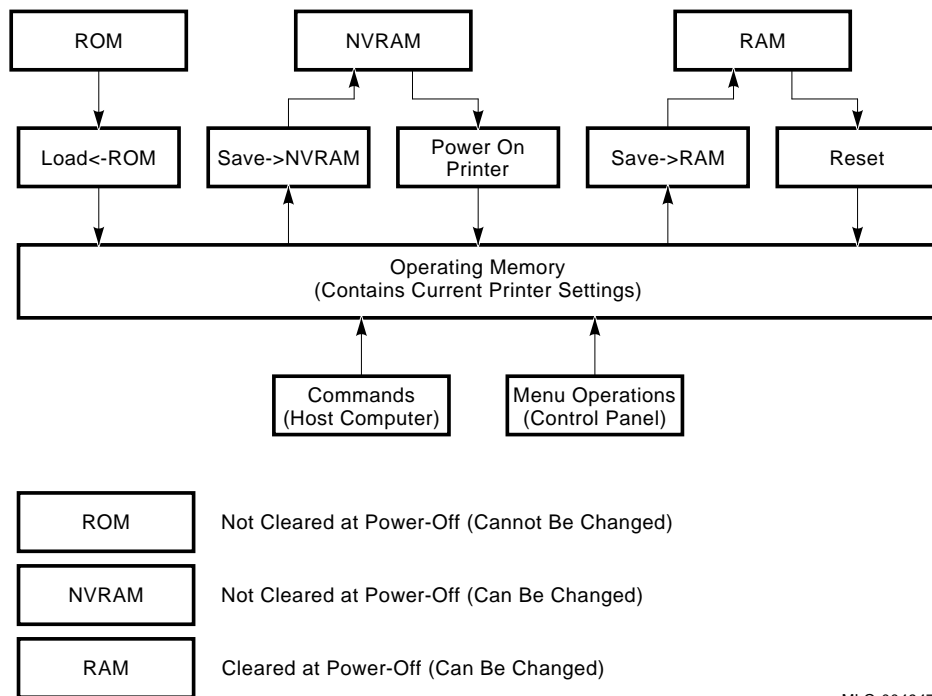 ROM
NVRAM
RAM
Load<-ROM
Save->NVRAM
Power On
Printer
Save->RAM
Reset
Operating Memory
(Contains Current Printer Settings)
Commands
(Host Computer)
Menu Operations
(Control Panel)
ROM
Not Cleared at Power-Off (Cannot Be Changed)
NVRAM
Not Cleared at Power-Off (Can Be Changed)
RAM
Cleared at Power-Off (Can Be Changed)